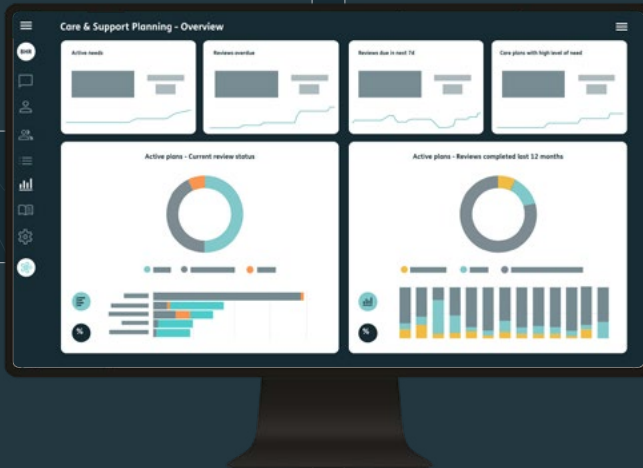 Care & Support Planning - Overview
BHR
Active needs
Reviews overdue
Reviews due in next 7d
Care plans with high level of need
Active plans - Current review status
Active plans - Reviews completed last 12 months
%
%